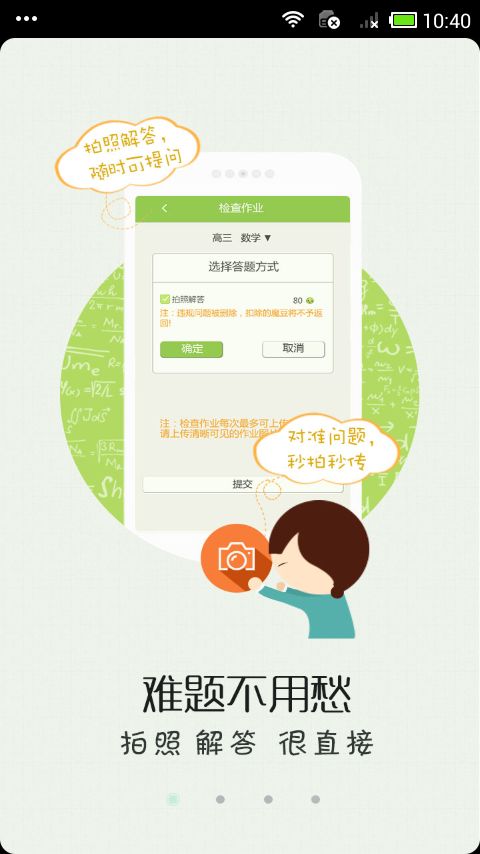 10:40
拍照解答，
随时可提问
检查作业
高三 数学▼
选择答题方式
拍照解答 80
注：违规问题被删除，扣除的魔豆将不予返
回!
确定 取消
注：检查作业每次最多可上传
请上传清晰可见的作业照
对准问题，
秒拍秒传
提交
难题不用愁
拍照 解答 很直接